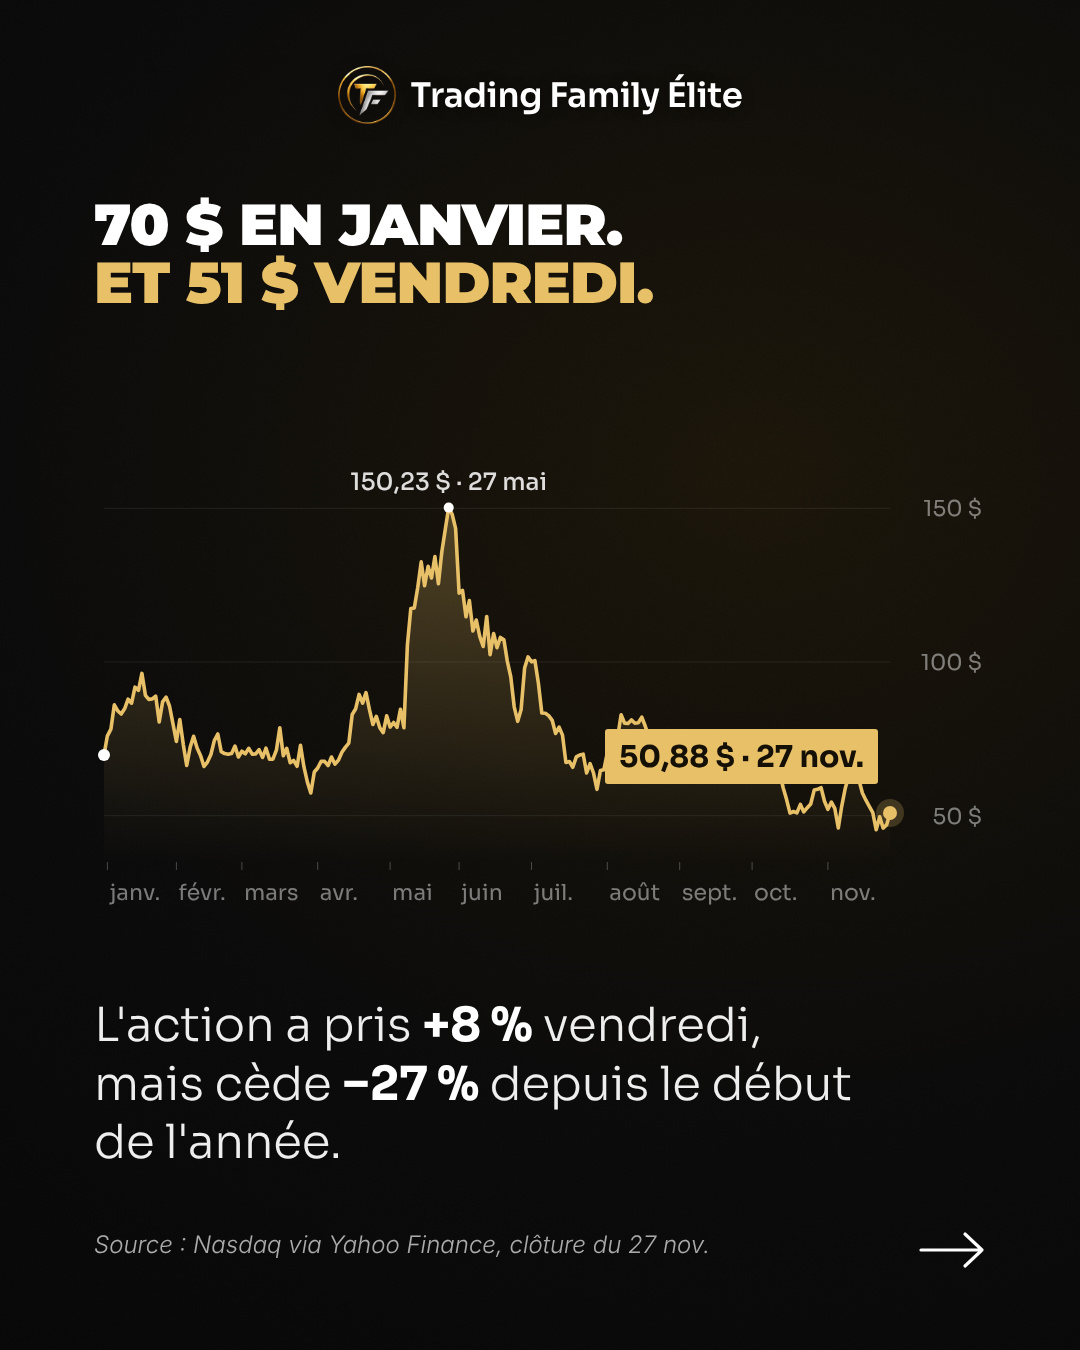 TF
Trading Family Élite
70 $ EN JANVIER.
ET 51 $ VENDREDI.
150,23 $ · 27 mai
150 $
100 $
50,88 $ · 27 nov.
50 $
janv. févr. mars avr. mai juin juil. août sept. oct. nov.
L'action a pris +8 % vendredi,
mais cède −27 % depuis le début
de l'année.
Source : Nasdaq via Yahoo Finance, clôture du 27 nov.